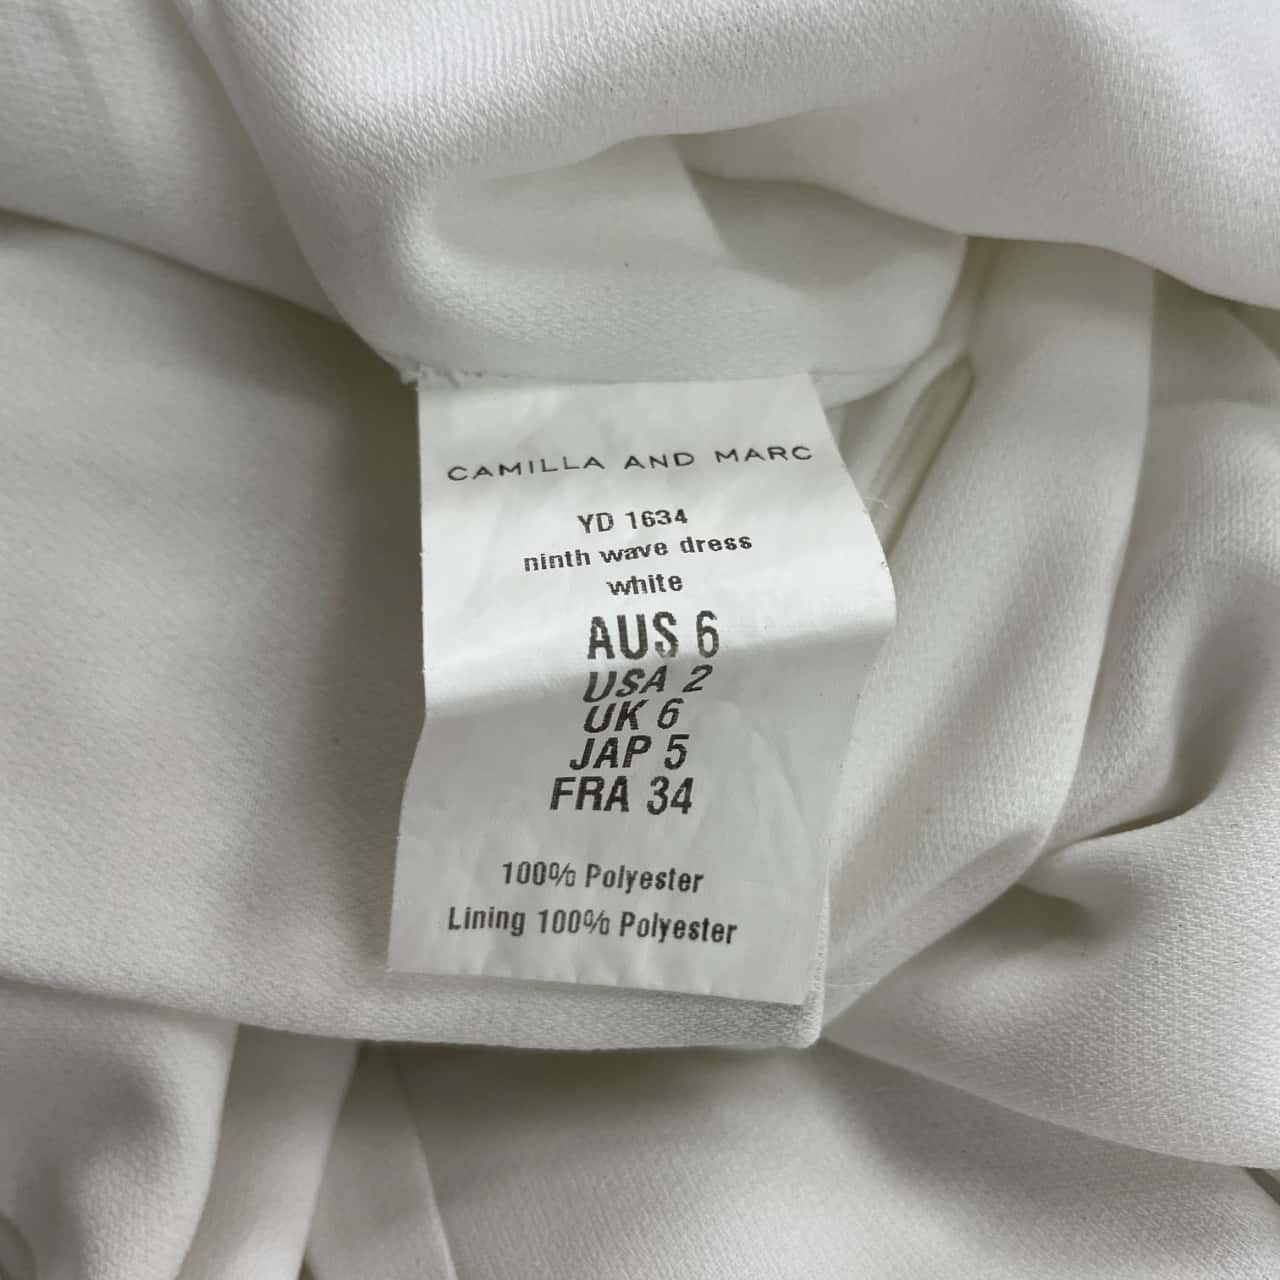 CAMILLA AND MARC
YD 1634
ninth wave dress
white
AUS 6
USA 2
UK 6
JAP 5
FRA 34
100% Polyester
Lining 100% Polyester